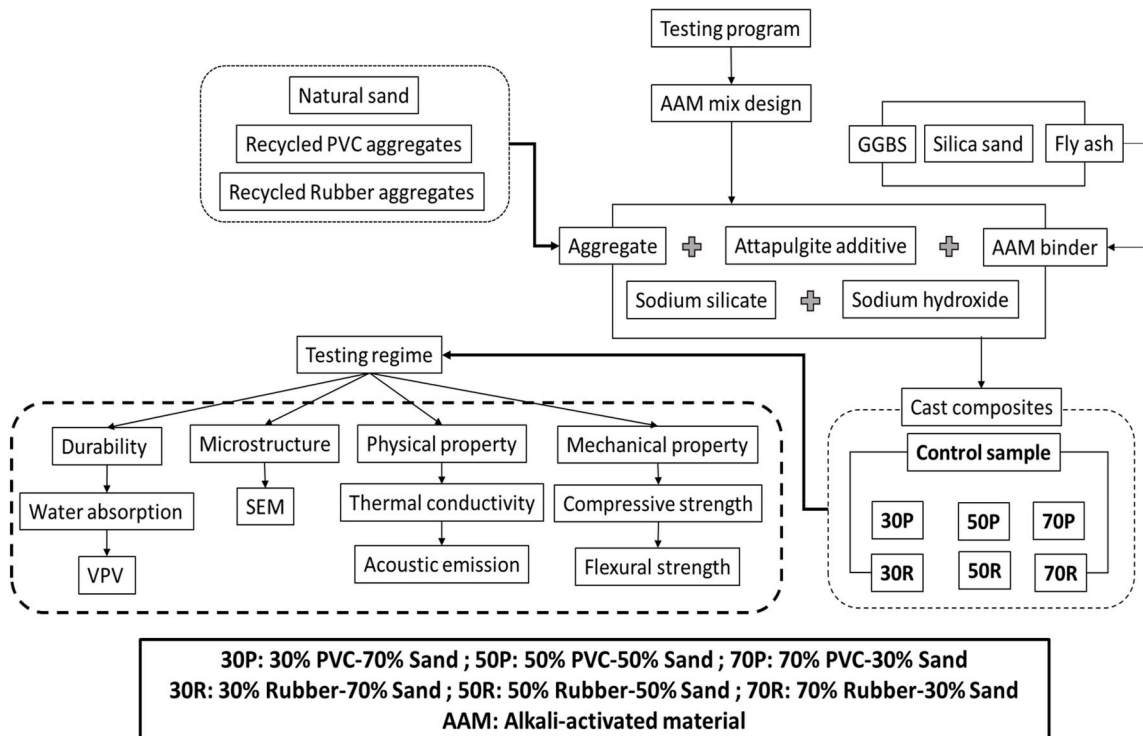 Testing program
AAM mix design
Natural sand
Recycled PVC aggregates
Recycled Rubber aggregates
GGBS
Silica sand
Fly ash
Aggregate
Attapulgite additive
AAM binder
Sodium silicate
Sodium hydroxide
Testing regime
Durability
Microstructure
Physical property
Mechanical property
Water absorption
SEM
Thermal conductivity
Compressive strength
VPV
Acoustic emission
Flexural strength
Cast composites
Control sample
30P
50P
70P
30R
50R
70R
30P: 30% PVC-70% Sand ; 50P: 50% PVC-50% Sand ; 70P: 70% PVC-30% Sand
30R: 30% Rubber-70% Sand ; 50R: 50% Rubber-50% Sand ; 70R: 70% Rubber-30% Sand
AAM: Alkali-activated material